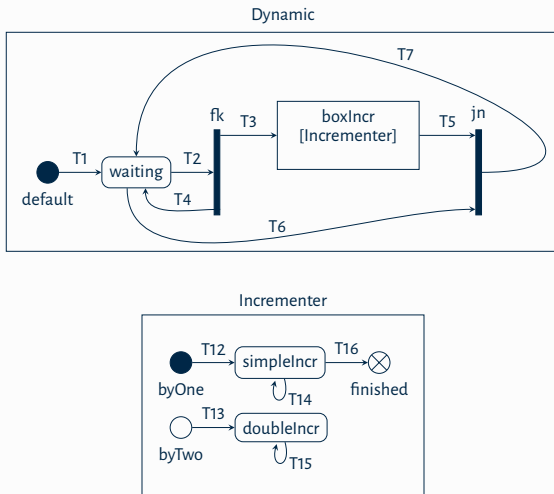 Dynamic
T7
fk
jn
T3
boxIncr
[Incrementer]
T5
T1
waiting
T2
default
T4
T6
Incrementer
T12
simpleIncr
T16
byOne
T14
finished
T13
doubleIncr
byTwo
T15